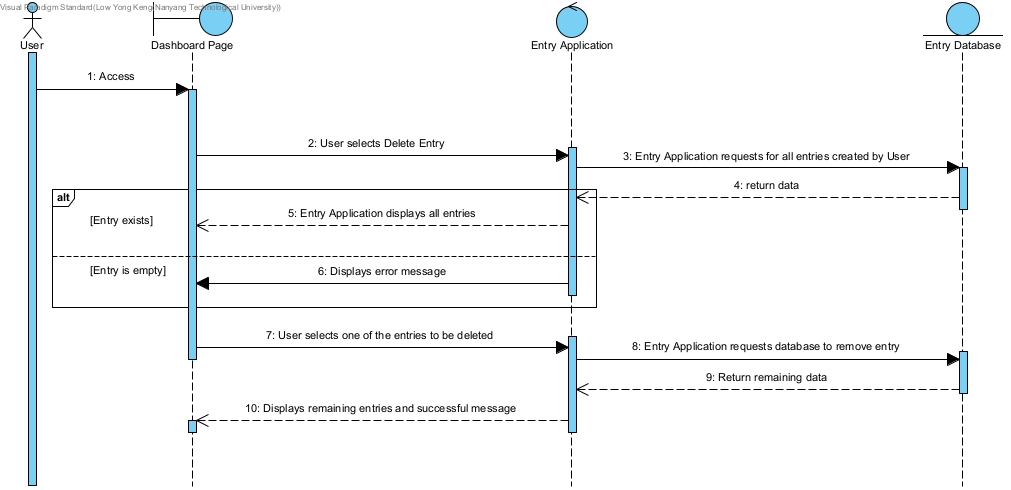 Visual Paradigm Standard(Low Yong Keng(Nanyang Technological University))
User
Dashboard Page
Entry Application
Entry Database
1: Access
2: User selects Delete Entry
3: Entry Application requests for all entries created by User
4: return data
alt
[Entry exists]
5: Entry Application displays all entries
[Entry is empty]
6: Displays error message
7: User selects one of the entries to be deleted
8: Entry Application requests database to remove entry
9: Return remaining data
10: Displays remaining entries and successful message